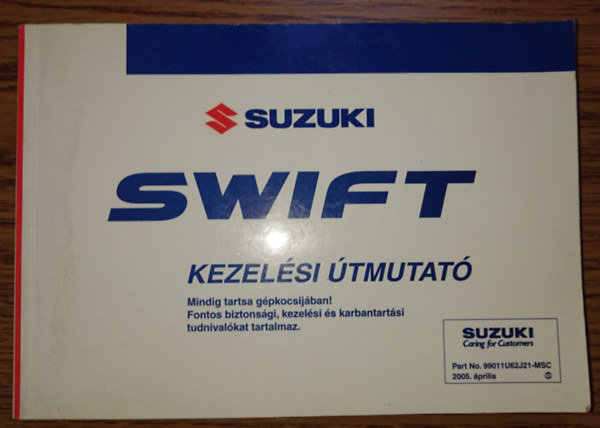 SUZUKI
SWIFT
KEZELÉSI ÚTMUTATÓ
Mindig tartsa gépkocsijában!
Fontos biztonsági, kezelési és karbantartási
tudnivalókat tartalmaz.
SUZUKI
Caring for Customers
Part No. 99011U62J21-MSC
2005. április